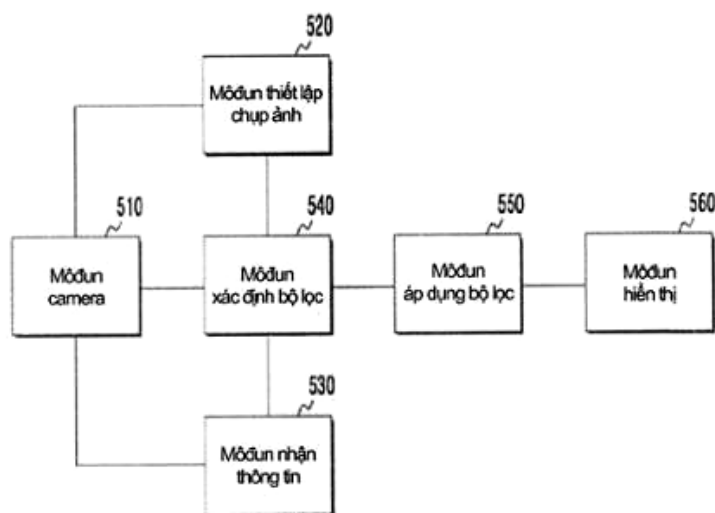 520
Môđun thiết lập
chụp ảnh
510
Môđun
camera
540
Môđun
xác định bộ lọc
550
Môđun
áp dụng bộ lọc
560
Môđun
hiển thị
530
Môđun nhận
thông tin